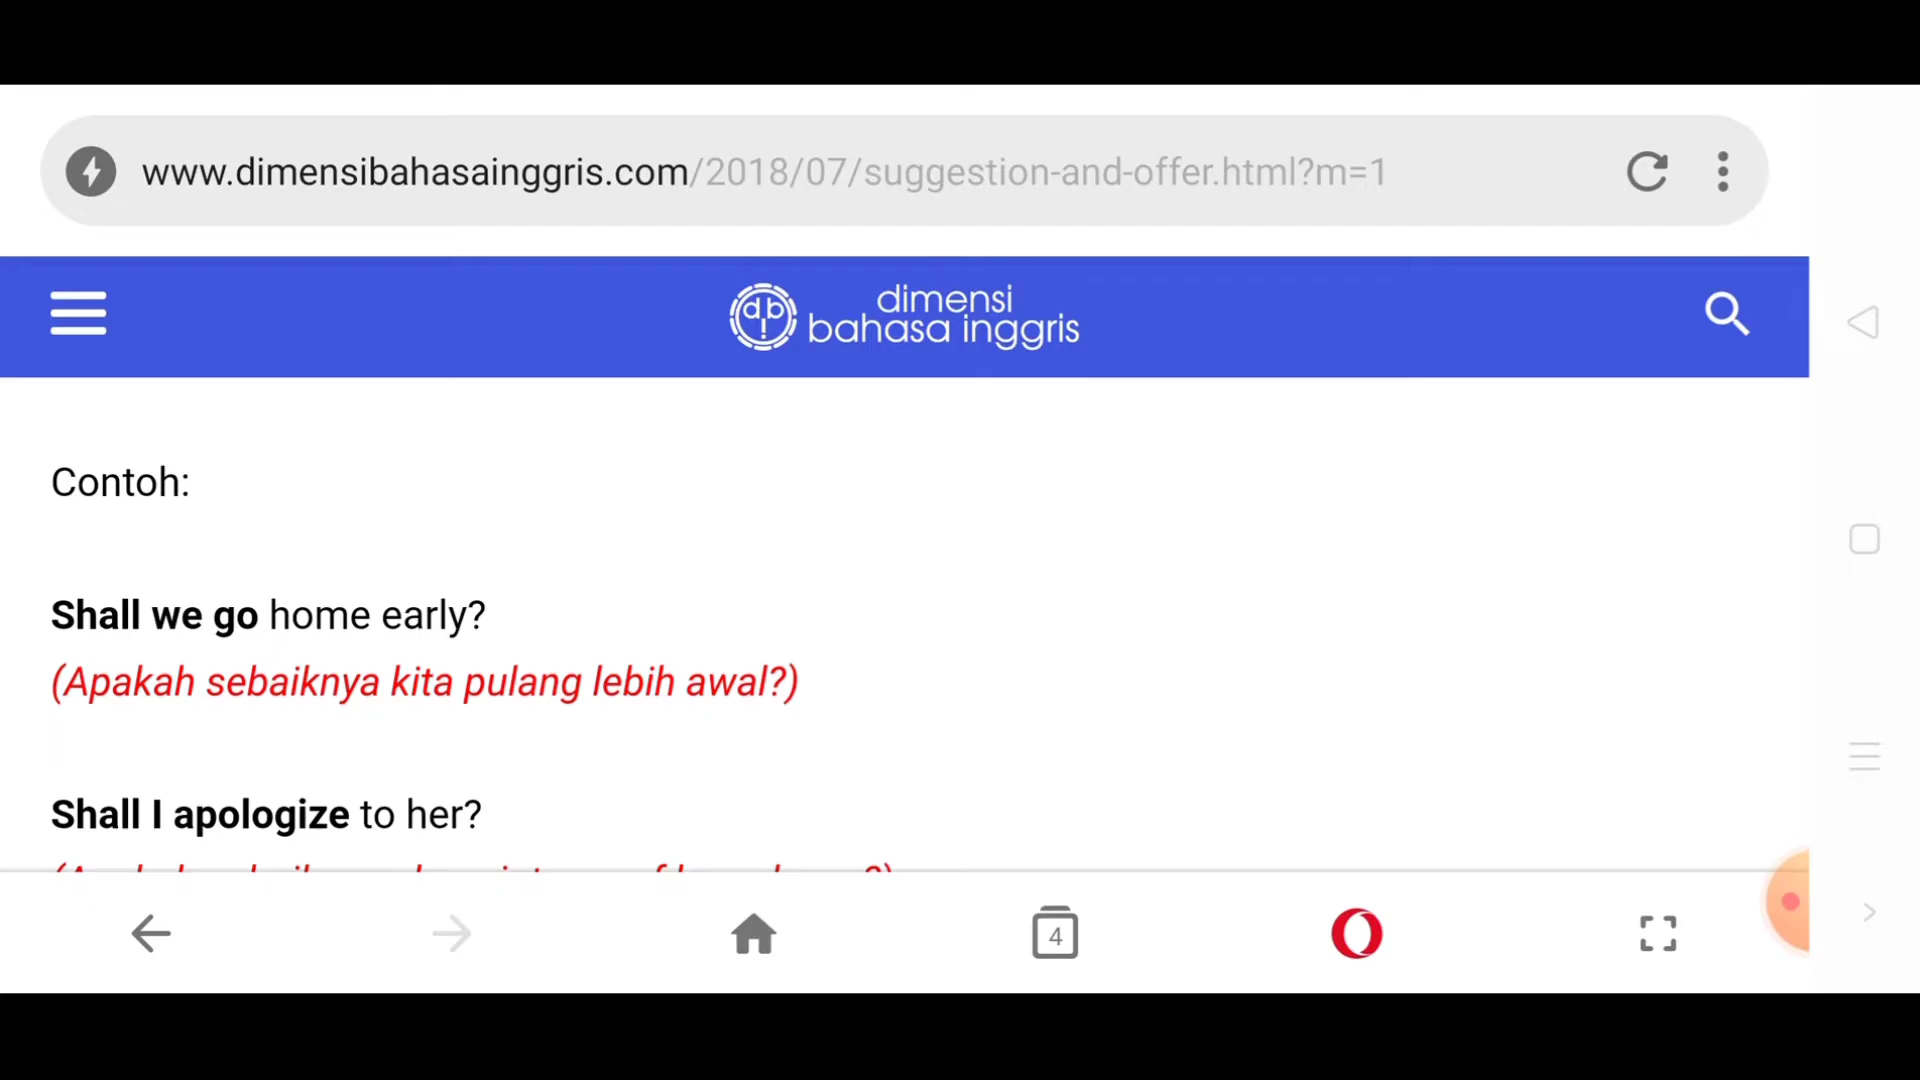 www.dimensibahasainggris.com/2018/07/suggestion-and-offer.html?m=1
dib
dimensi
bahasa inggris
Contoh:
Shall we go home early?
(Apakah sebaiknya kita pulang lebih awal?)
Shall I apologize to her?
4